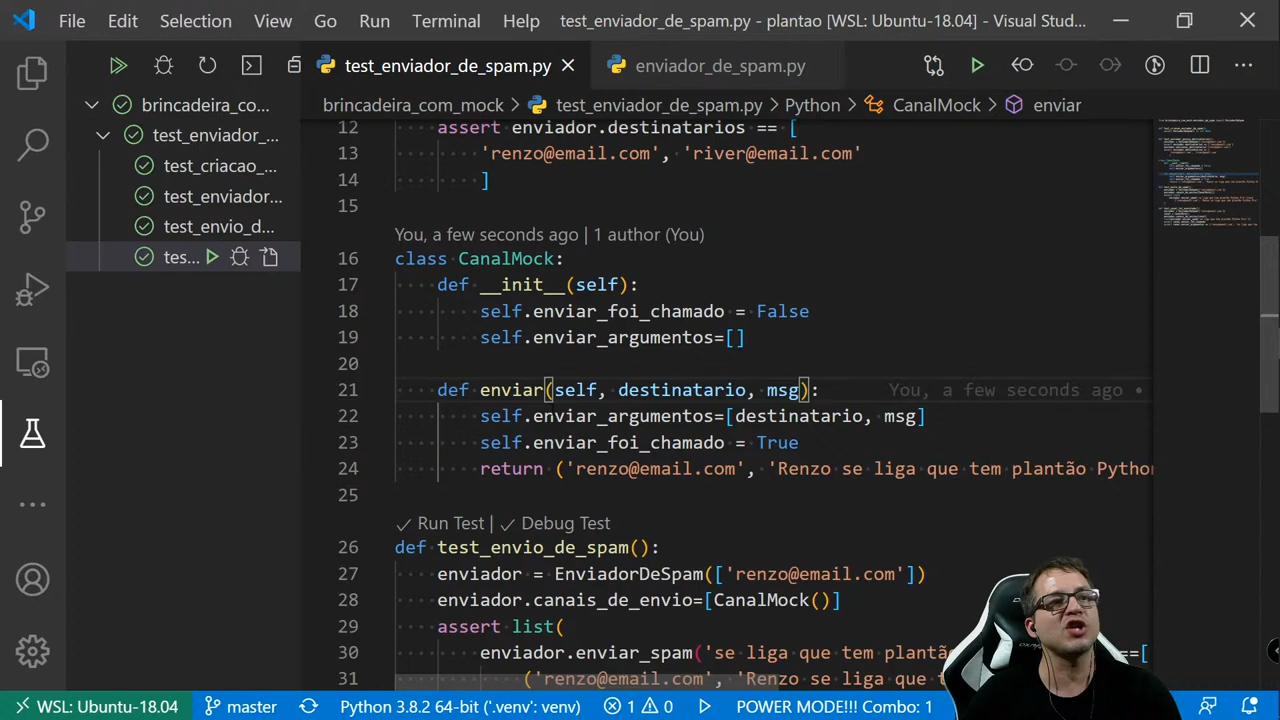 File Edit Selection View Go Run Terminal Help test_enviador_de_spam.py - plantao [WSL: Ubuntu-18.04] - Visual Stud...
test_enviador_de_spam.py enviador_de_spam.py
brincadeira_co...
test_enviador_...
test_criacao_...
test_enviador...
test_envio_d...
tes...
brincadeira_com_mock > test_enviador_de_spam.py > Python > CanalMock > enviar
12 assert enviador.destinatarios == [
13 'renzo@email.com', 'river@email.com'
14 ]
15
You, a few seconds ago | 1 author (You)
16 class CanalMock:
17 def __init__(self):
18 self.enviar_foi_chamado = False
19 self.enviar_argumentos=[]
20
21 def enviar(self, destinatario, msg): You, a few seconds ago •
22 self.enviar_argumentos=[destinatario, msg]
23 self.enviar_foi_chamado = True
24 return ('renzo@email.com', 'Renzo se liga que tem plantão Python
25
Run Test | Debug Test
26 def test_envio_de_spam():
27 enviador = EnviadorDeSpam(['renzo@email.com'])
28 enviador.canais_de_envio=[CanalMock()]
29 assert list(
30 enviador.enviar_spam('se liga que tem plantão ==[
31 ('renzo@email.com', 'Renzo se liga que tem
WSL: Ubuntu-18.04 master Python 3.8.2 64-bit ('.venv': venv) 1 0 POWER MODE!!! Combo: 1